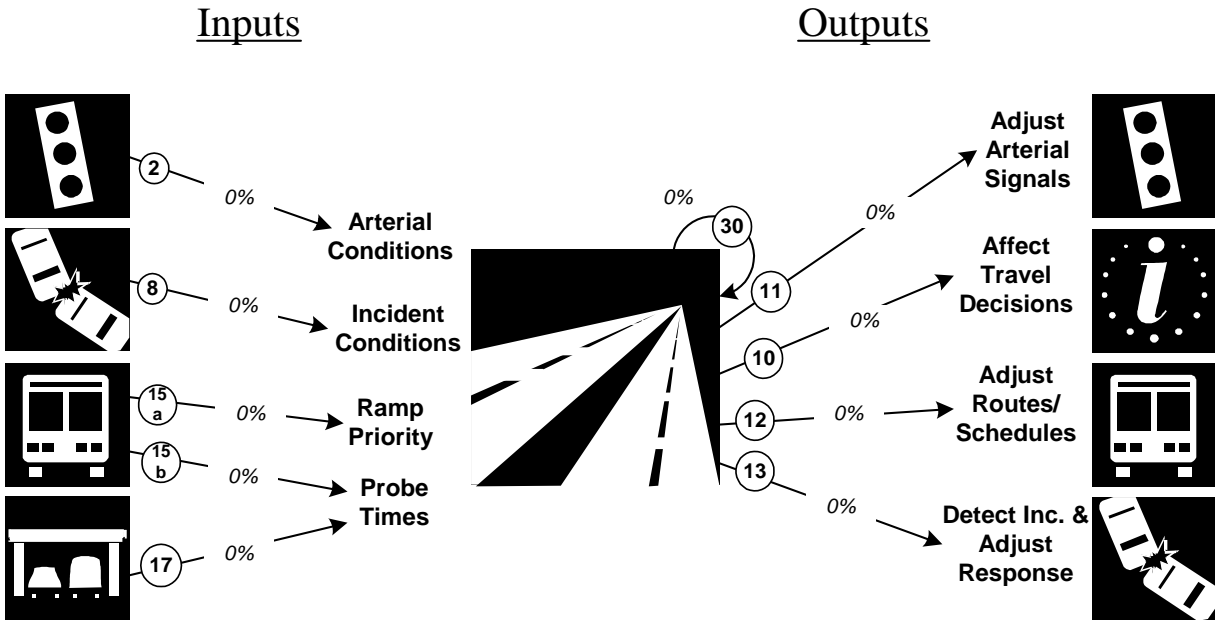 Inputs
Outputs
2
0%
Arterial
Conditions
8
0%
Incident
Conditions
15
a
0%
Ramp
Priority
15
b
0%
Probe
Times
17
0%
0%
30
11
0%
Adjust
Arterial
Signals
10
0%
Affect
Travel
Decisions
i
12
0%
Adjust
Routes/
Schedules
13
0%
Detect Inc. &
Adjust
Response